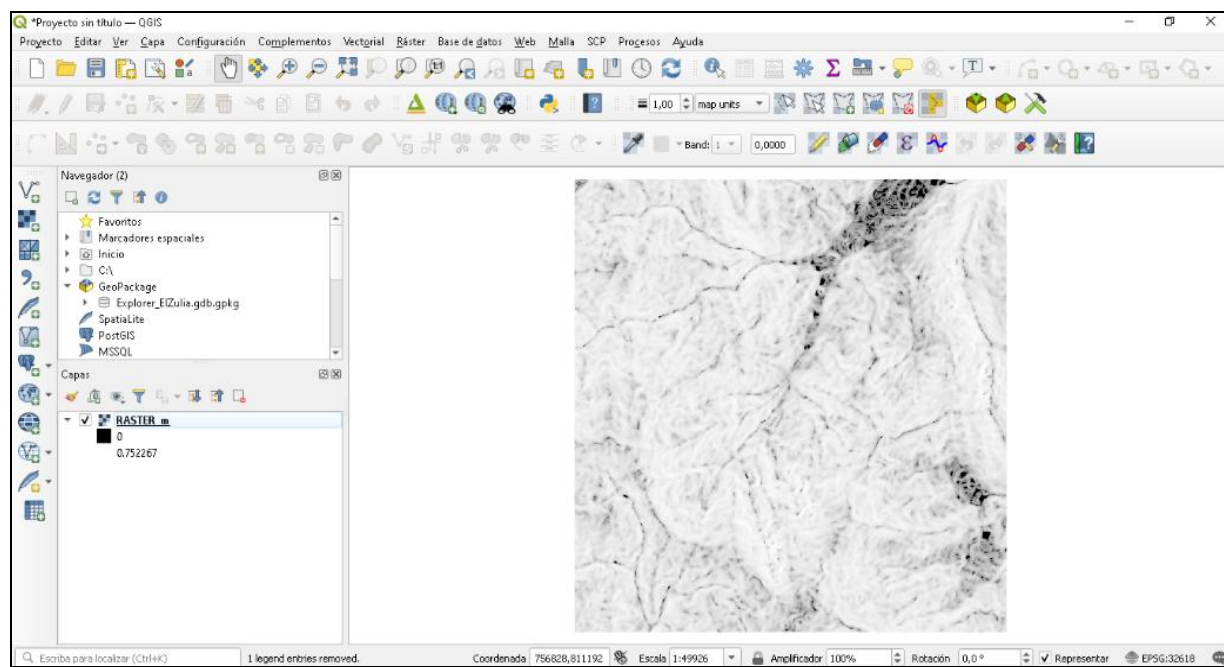 *Proyecto sin título — QGIS
Proyecto Editar Ver Capa Configuración Complementos Vectorial Ráster Base de datos Web Malla SCP Procesos Ayuda
1,00 map units
Band: 1 0,0000
Navegador (2)
Favoritos
Marcadores espaciales
Inicio
C:\
GeoPackage
Explorer_ElZulia.gdb.gpkg
SpatiaLite
PostGIS
MSSQL
Capas
RASTER_m
0
0.752267
Escriba para localizar (Ctrl+K) 1 legend entries removed. Coordenada 756828,811192 Escala 1:49926 Amplificador 100% Rotación 0,0 ° Representar EPSG:32618